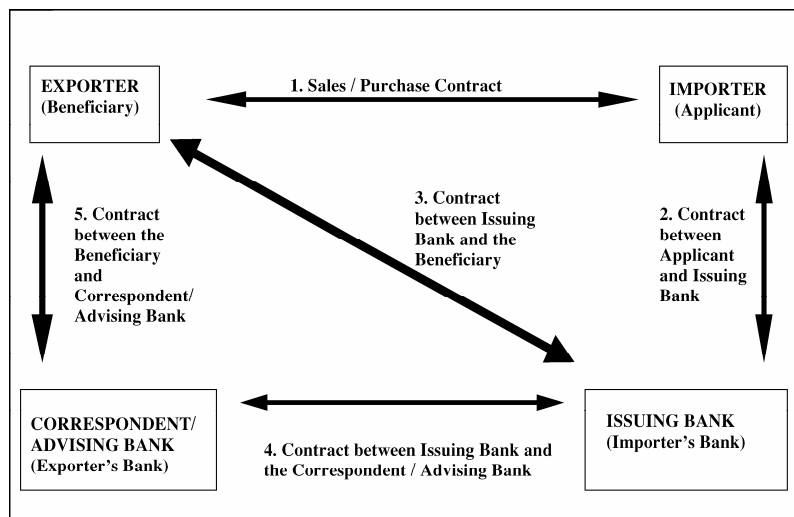 EXPORTER
(Beneficiary)
1. Sales / Purchase Contract
IMPORTER
(Applicant)
5. Contract
between the
Beneficiary
and
Correspondent/
Advising Bank
3. Contract
between Issuing
Bank and the
Beneficiary
2. Contract
between
Applicant
and Issuing
Bank
CORRESPONDENT/
ADVISING BANK
(Exporter's Bank)
4. Contract between Issuing Bank and
the Correspondent / Advising Bank
ISSUING BANK
(Importer's Bank)